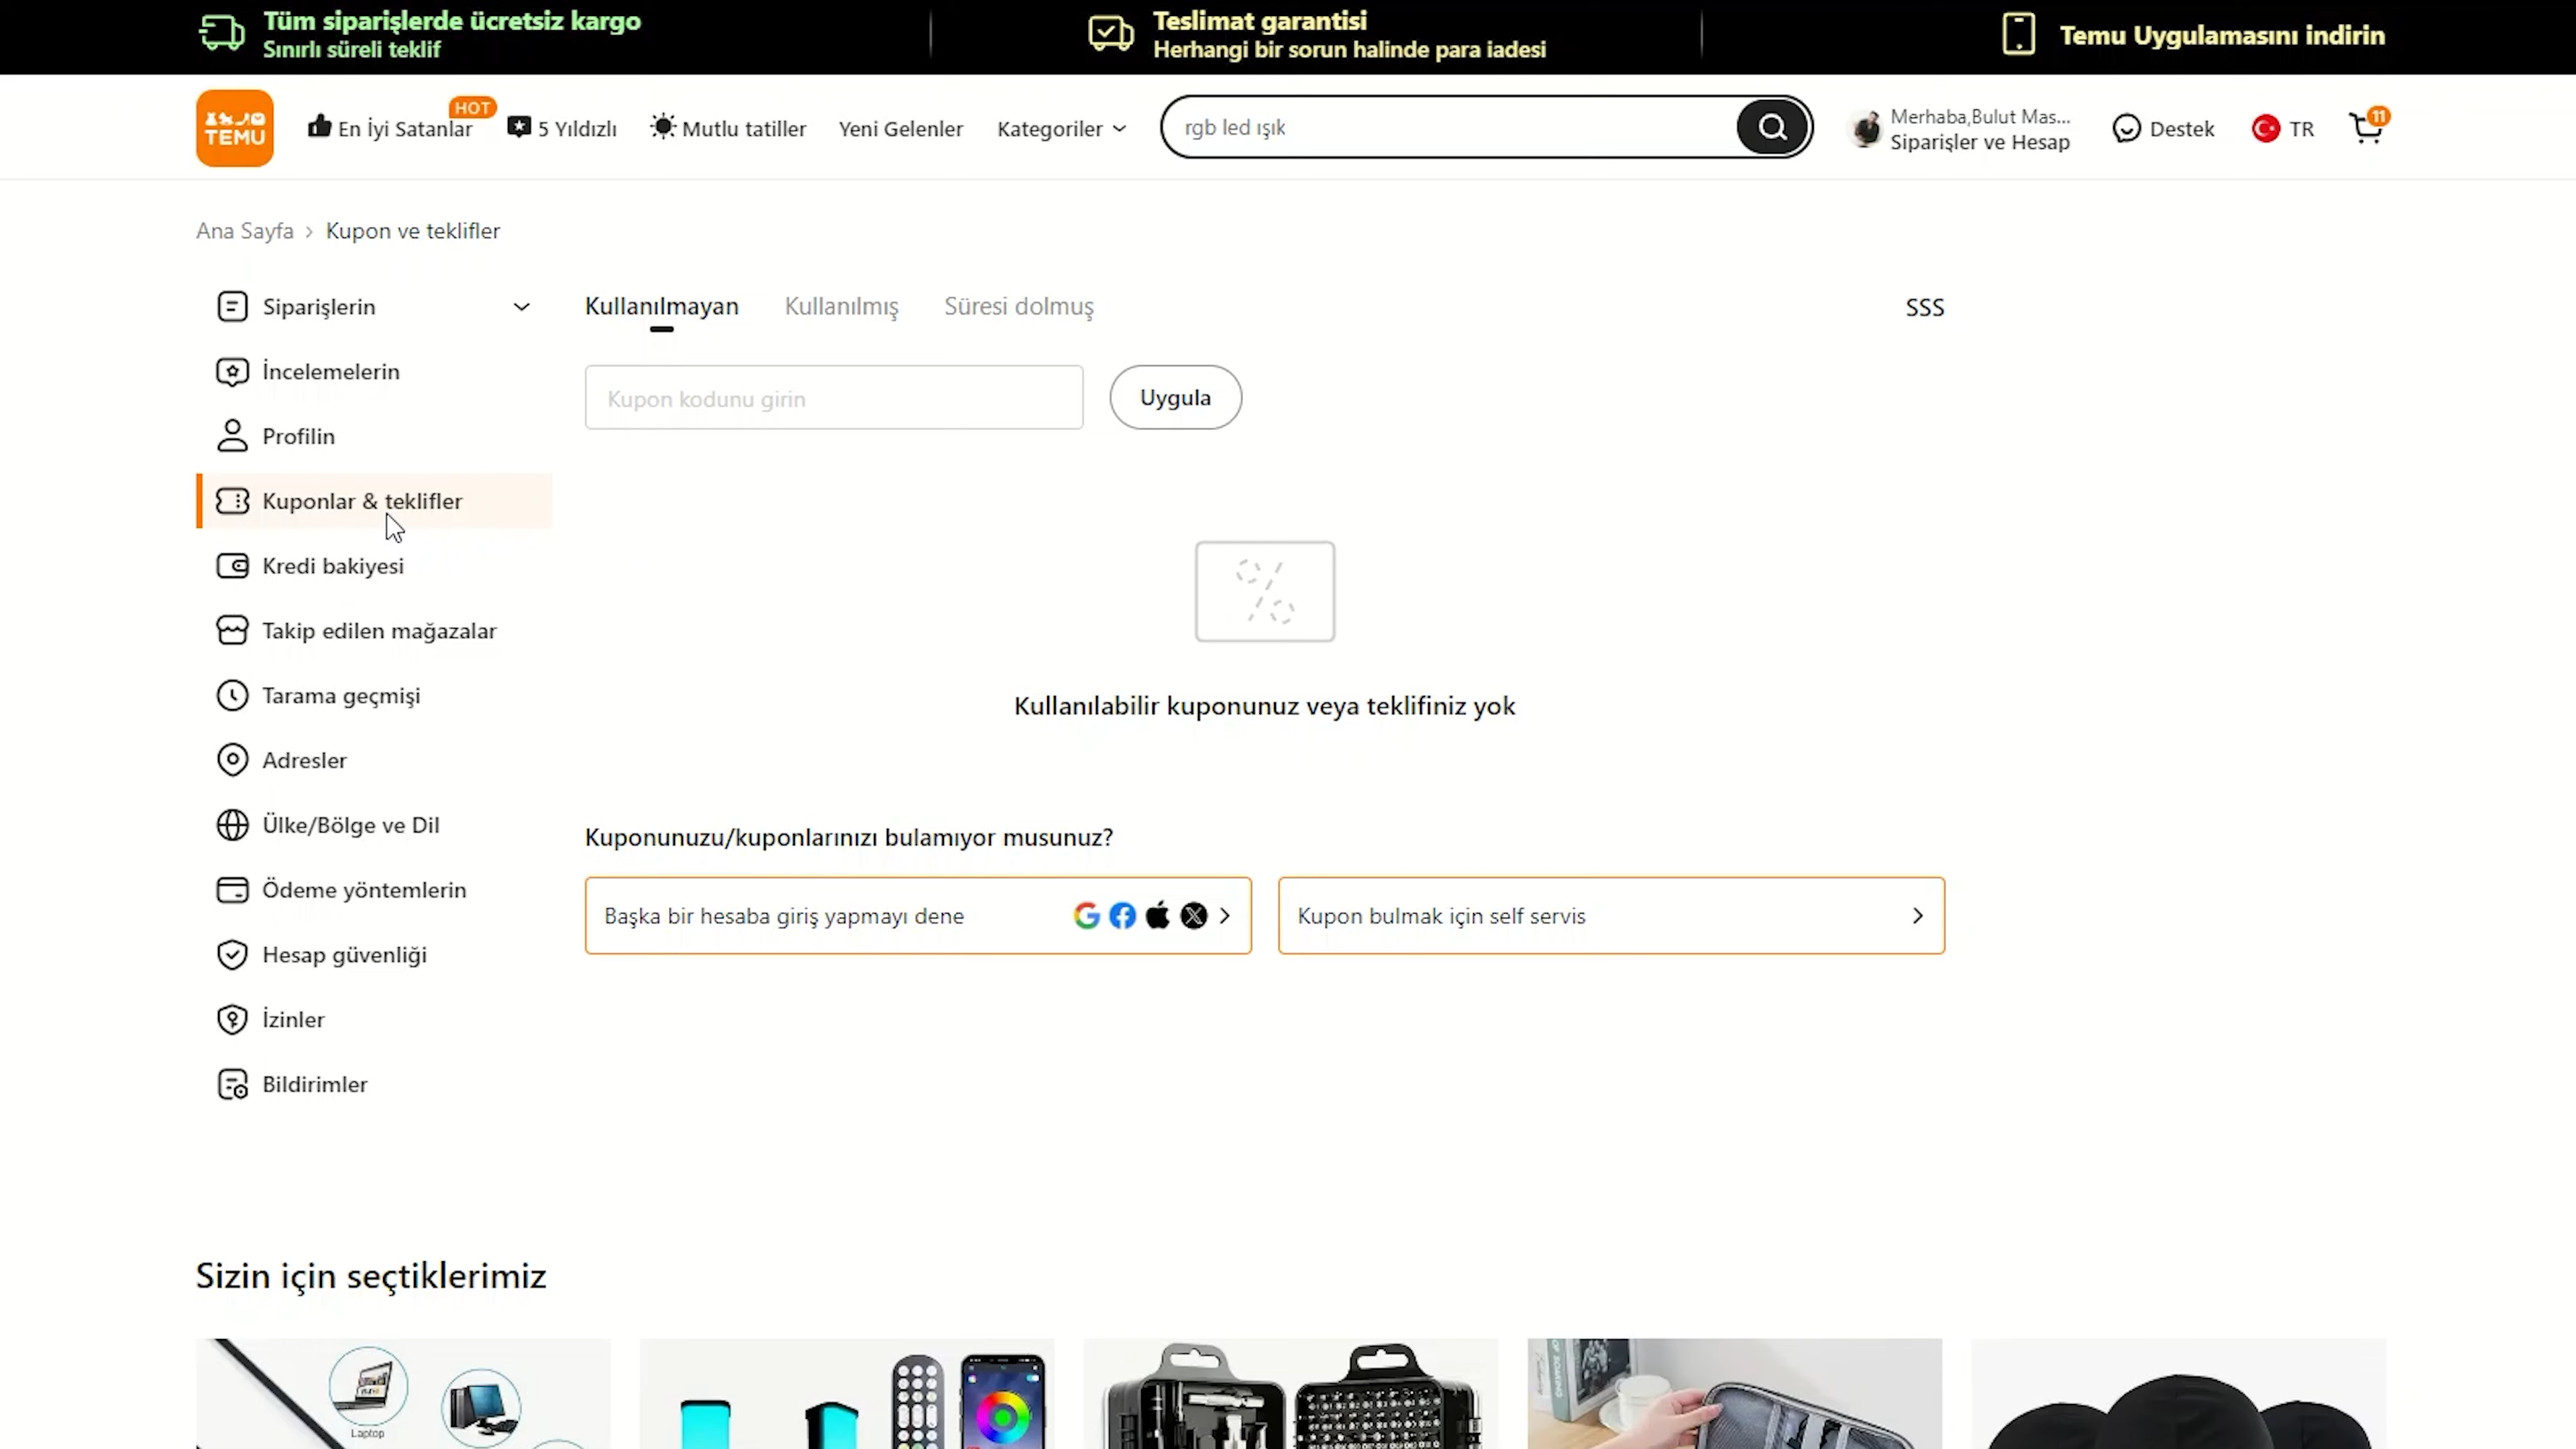 Tüm siparişlerde ücretsiz kargo
Sınırlı süreli teklif
Teslimat garantisi
Herhangi bir sorun halinde para iadesi
Temu Uygulamasını indirin
TEMU
En İyi Satanlar
HOT
5 Yıldızlı
Mutlu tatiller
Yeni Gelenler
Kategoriler
rgb led ışık
Merhaba,Bulut Mas...
Siparişler ve Hesap
Destek
TR
11
Ana Sayfa > Kupon ve teklifler
Siparişlerin
İncelemelerin
Profilin
Kuponlar & teklifler
Kredi bakiyesi
Takip edilen mağazalar
Tarama geçmişi
Adresler
Ülke/Bölge ve Dil
Ödeme yöntemlerin
Hesap güvenliği
İzinler
Bildirimler
Kullanılmayan
Kullanılmış
Süresi dolmuş
SSS
Kupon kodunu girin
Uygula
Kullanılabilir kuponunuz veya teklifiniz yok
Kuponunuzu/kuponlarınızı bulamıyor musunuz?
Başka bir hesaba giriş yapmayı dene
Kupon bulmak için self servis
Sizin için seçtiklerimiz
Laptop